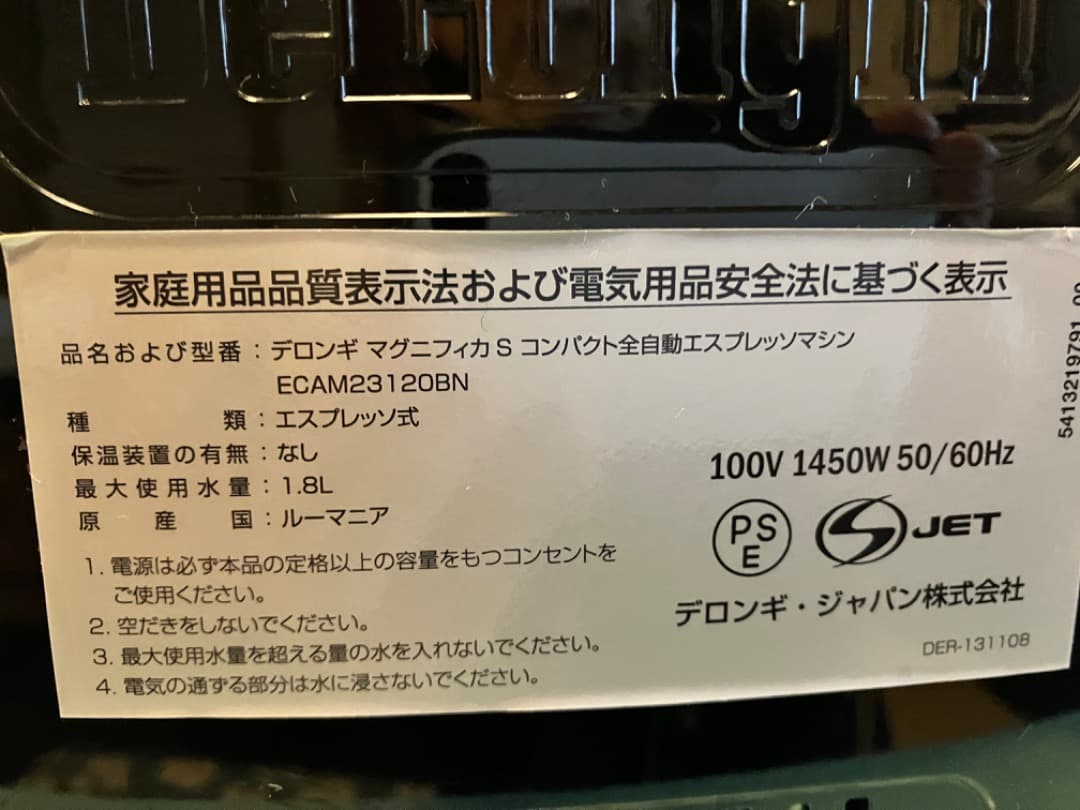 DeLonghi
家庭用品品質表示法および電気用品安全法に基づく表示
品名および型番：デロンギ マグニフィカ S コンパクト全自動エスプレッソマシン
ECAM23120BN
種類：エスプレッソ式
保温装置の有無：なし
最大使用水量：1.8L
原産国：ルーマニア
1. 電源は必ず本品の定格以上の容量をもつコンセントを
ご使用ください。
2. 空だきをしないでください。
3. 最大使用水量を超える量の水を入れないでください。
4. 電気の通ずる部分は水に浸さないでください。
100V 1450W 50/60Hz
PS
E
JET
デロンギ・ジャパン株式会社
DER-131108
5413219791